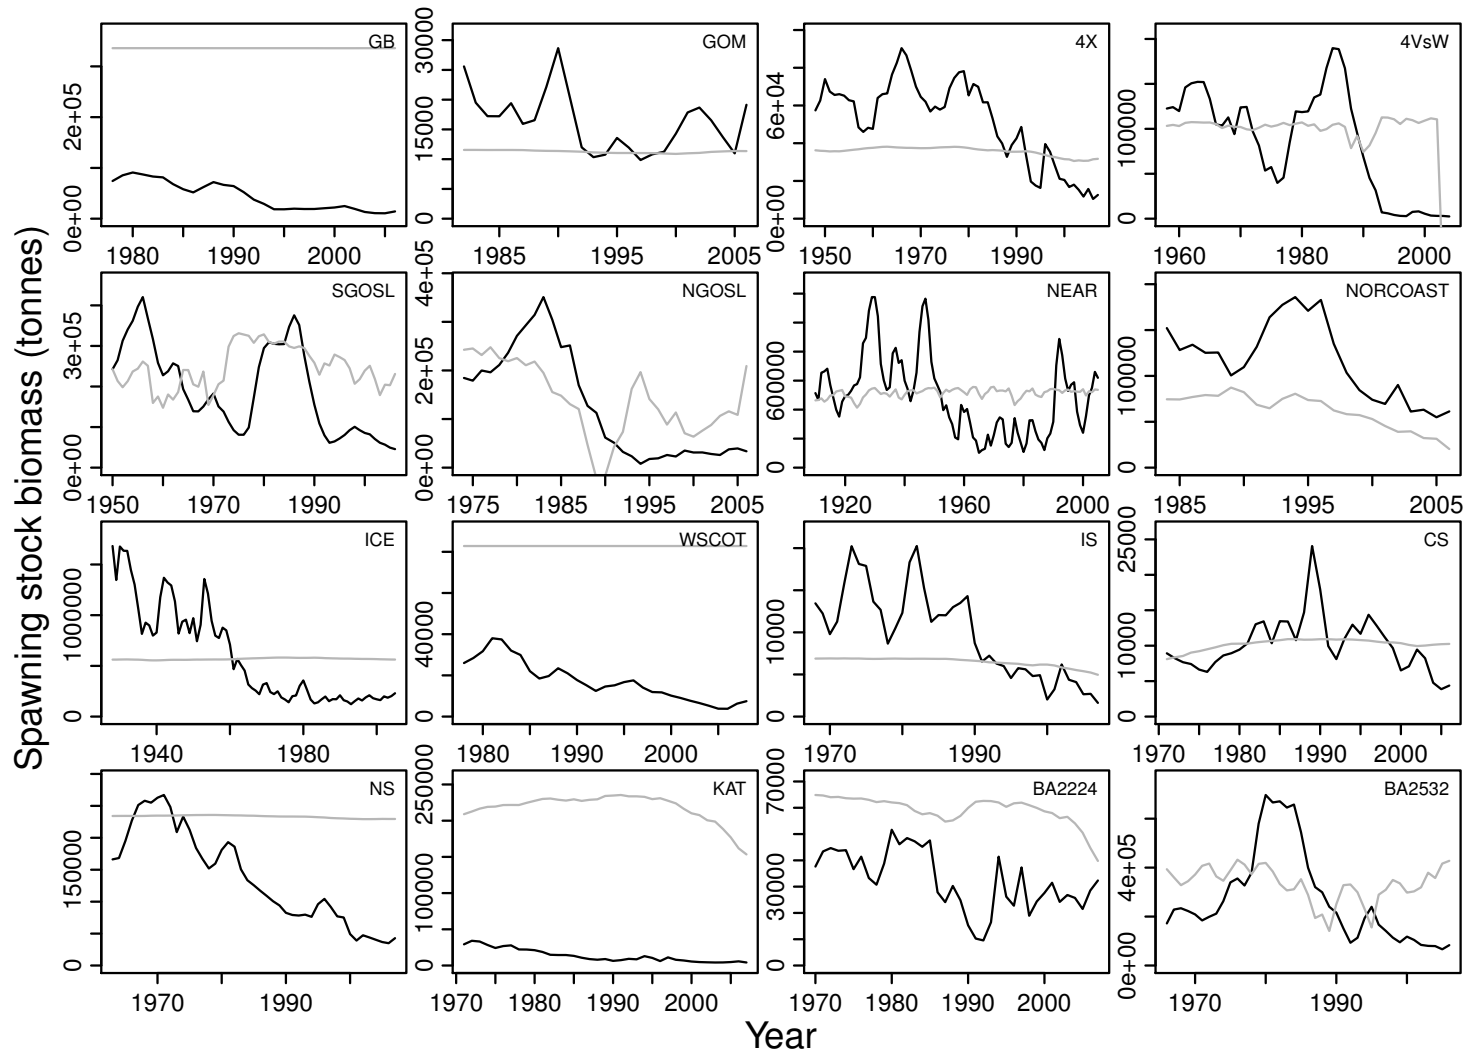 Spawning stock biomass (tonnes)
GB
0e+00 2e+05
1980 1990 2000
GOM
0 15000 30000
1985 1995 2005
4X
0e+00 6e+04
1950 1970 1990
4VsW
0 100000
1960 1980 2000
SGOSL
0e+00 3e+05
1950 1970 1990
NGOSL
0e+00 2e+05 4e+05
1975 1985 1995 2005
NEAR
0 600000
1920 1960 2000
NORCOAST
0 100000
1985 1995 2005
ICE
0 100000
1940 1980
WSCOT
0 40000
1980 1990 2000
IS
0 10000
1970 1990
CS
0 10000 25000
1970 1980 1990 2000
NS
0 150000
1970 1990
KAT
0 100000 250000
1970 1980 1990 2000
BA2224
0 30000 70000
1970 1980 1990 2000
BA2532
0e+00 4e+05
1970 1990
Year